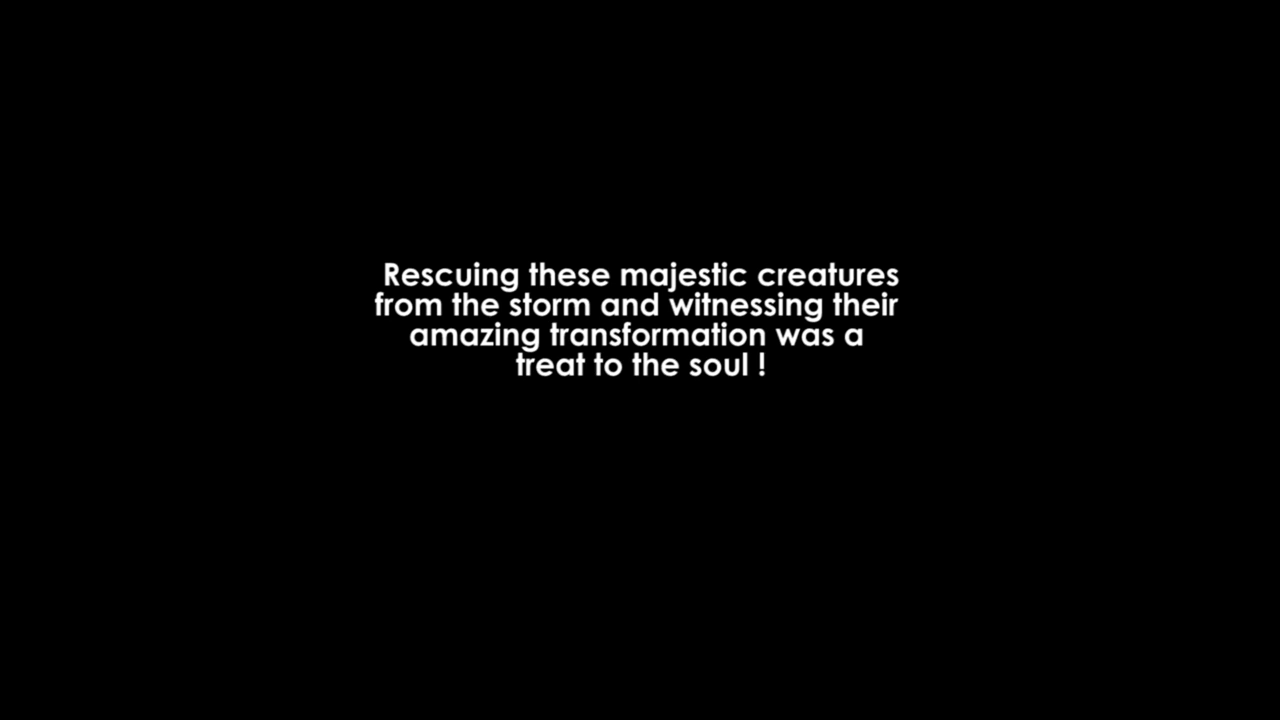 Rescuing these majestic creatures
from the storm and witnessing their
amazing transformation was a
treat to the soul !